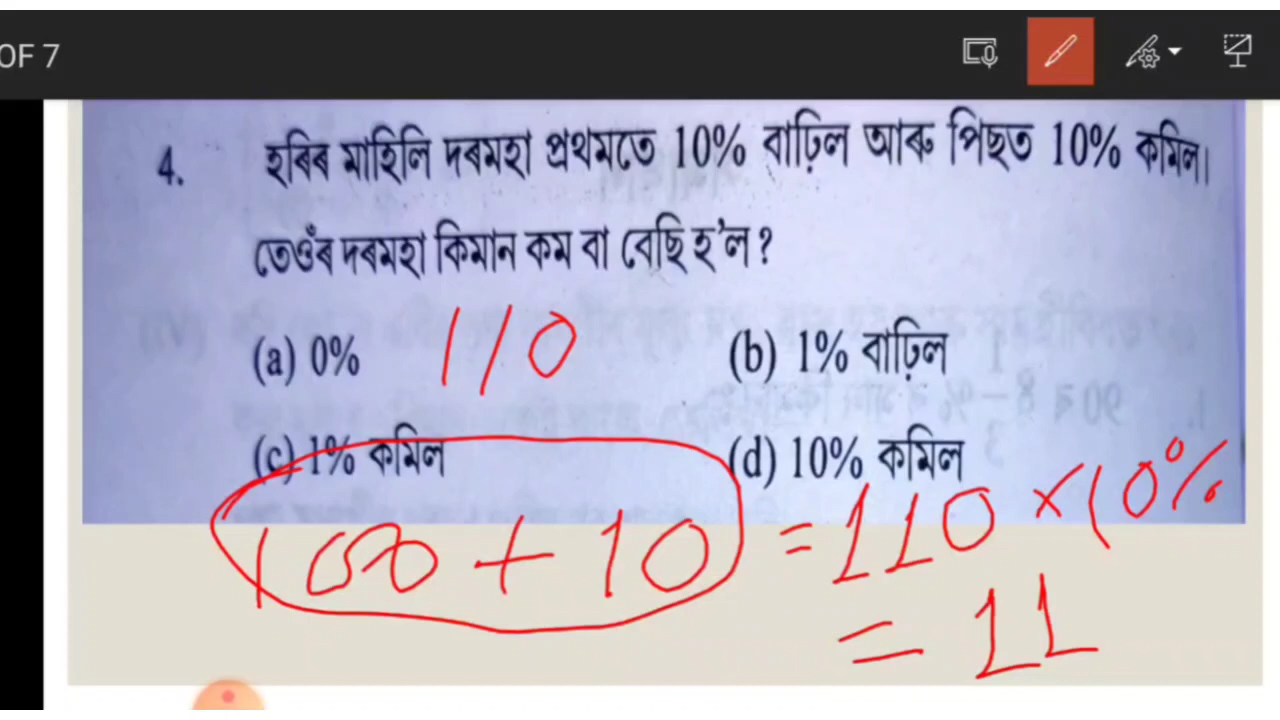 OF 7
4. হৰিৰ মাহিলি দৰমহা প্ৰথমতে 10% বাঢ়িল আৰু পিছত 10% কমিল।
তেওঁৰ দৰমহা কিমান কম বা বেছি হ'ল ?
(a) 0% 110 (b) 1% বাঢ়িল
(c) 1% কমিল (d) 10% কমিল
100 + 10 = 110 × 10%
= 11